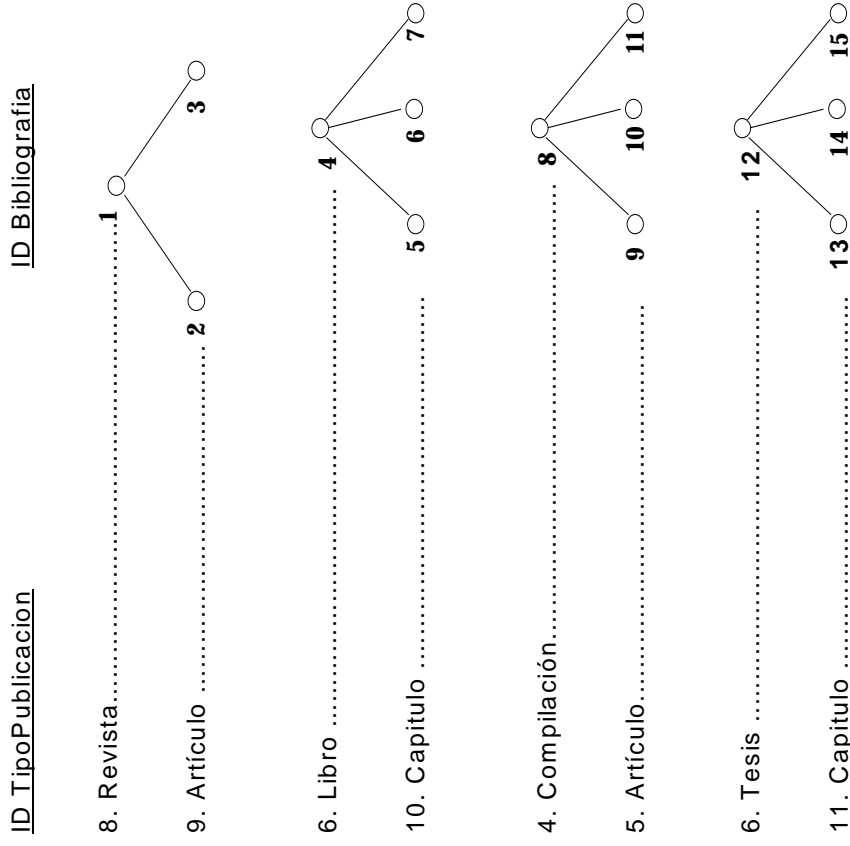 ID TipoPublicacion ID Bibliografia
8. Revista.......................................................... 1
9. Artículo .......................................... 2 3
6. Libro ................................................................ 4
10. Capitulo ............................................. 5 6 7
4. Compilación....................................................... 8
5. Artículo................................................ 9 10 11
6. Tesis ............................................................... 12
11. Capitulo ............................................. 13 14 15